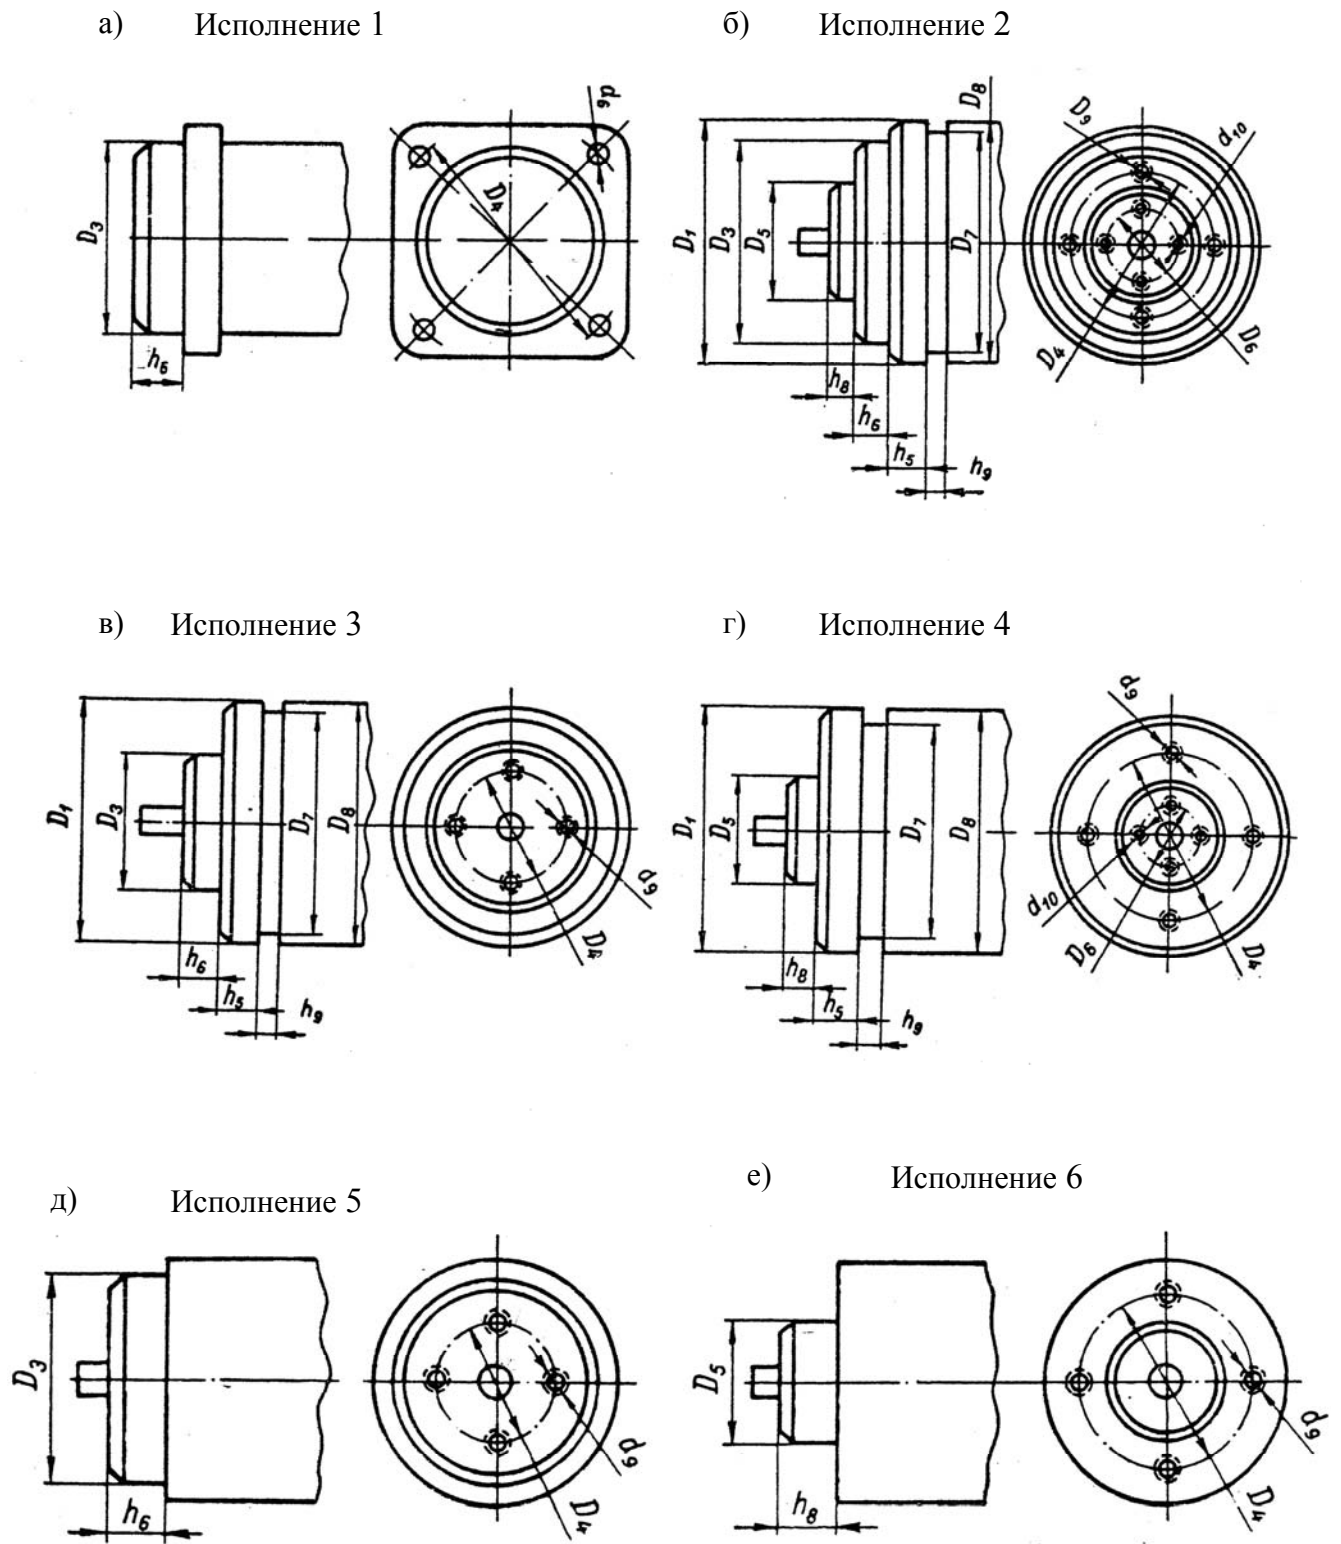 а) Исполнение 1
D₃
h₆
d₆
D₄
б) Исполнение 2
D₁
D₃
D₅
D₇
D₈
h₈
h₆
h₅
h₉
D₉
d₁₀
D₄
D₆
в) Исполнение 3
D₁
D₃
D₇
D₈
h₆
h₅
h₉
d₉
D₄
г) Исполнение 4
D₁
D₅
D₇
D₈
h₈
h₅
h₉
d₉
d₁₀
D₆
D₄
д) Исполнение 5
D₃
h₆
d₉
D₄
е) Исполнение 6
D₅
h₈
d₉
D₄